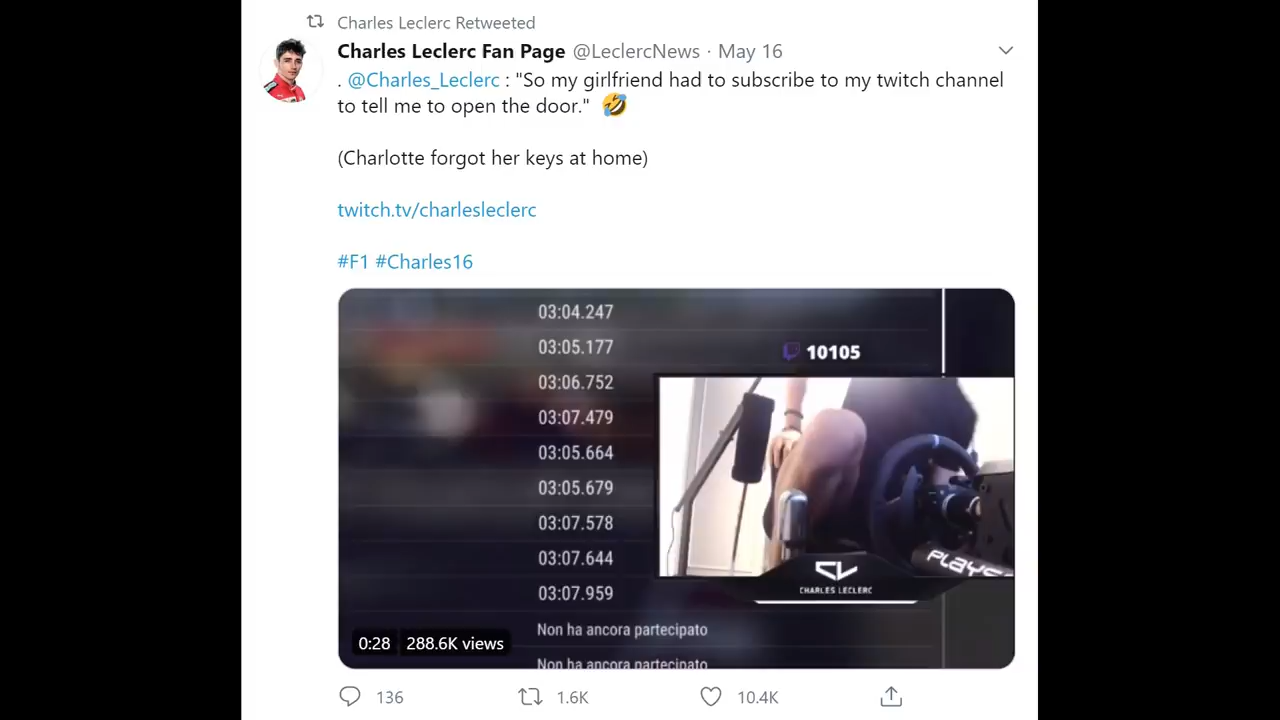 Charles Leclerc Retweeted
Charles Leclerc Fan Page @LeclercNews · May 16
. @Charles_Leclerc : "So my girlfriend had to subscribe to my twitch channel
to tell me to open the door." 🤣
(Charlotte forgot her keys at home)
twitch.tv/charlesleclerc
#F1 #Charles16
03:04.247
03:05.177
10105
03:06.752
03:07.479
03:05.664
03:05.679
03:07.578
03:07.644
PLAYS
CHARLES LECLERC
03:07.959
Non ha ancora partecipato
0:28 288.6K views
Non ha ancora partecipato
136 1.6K 10.4K